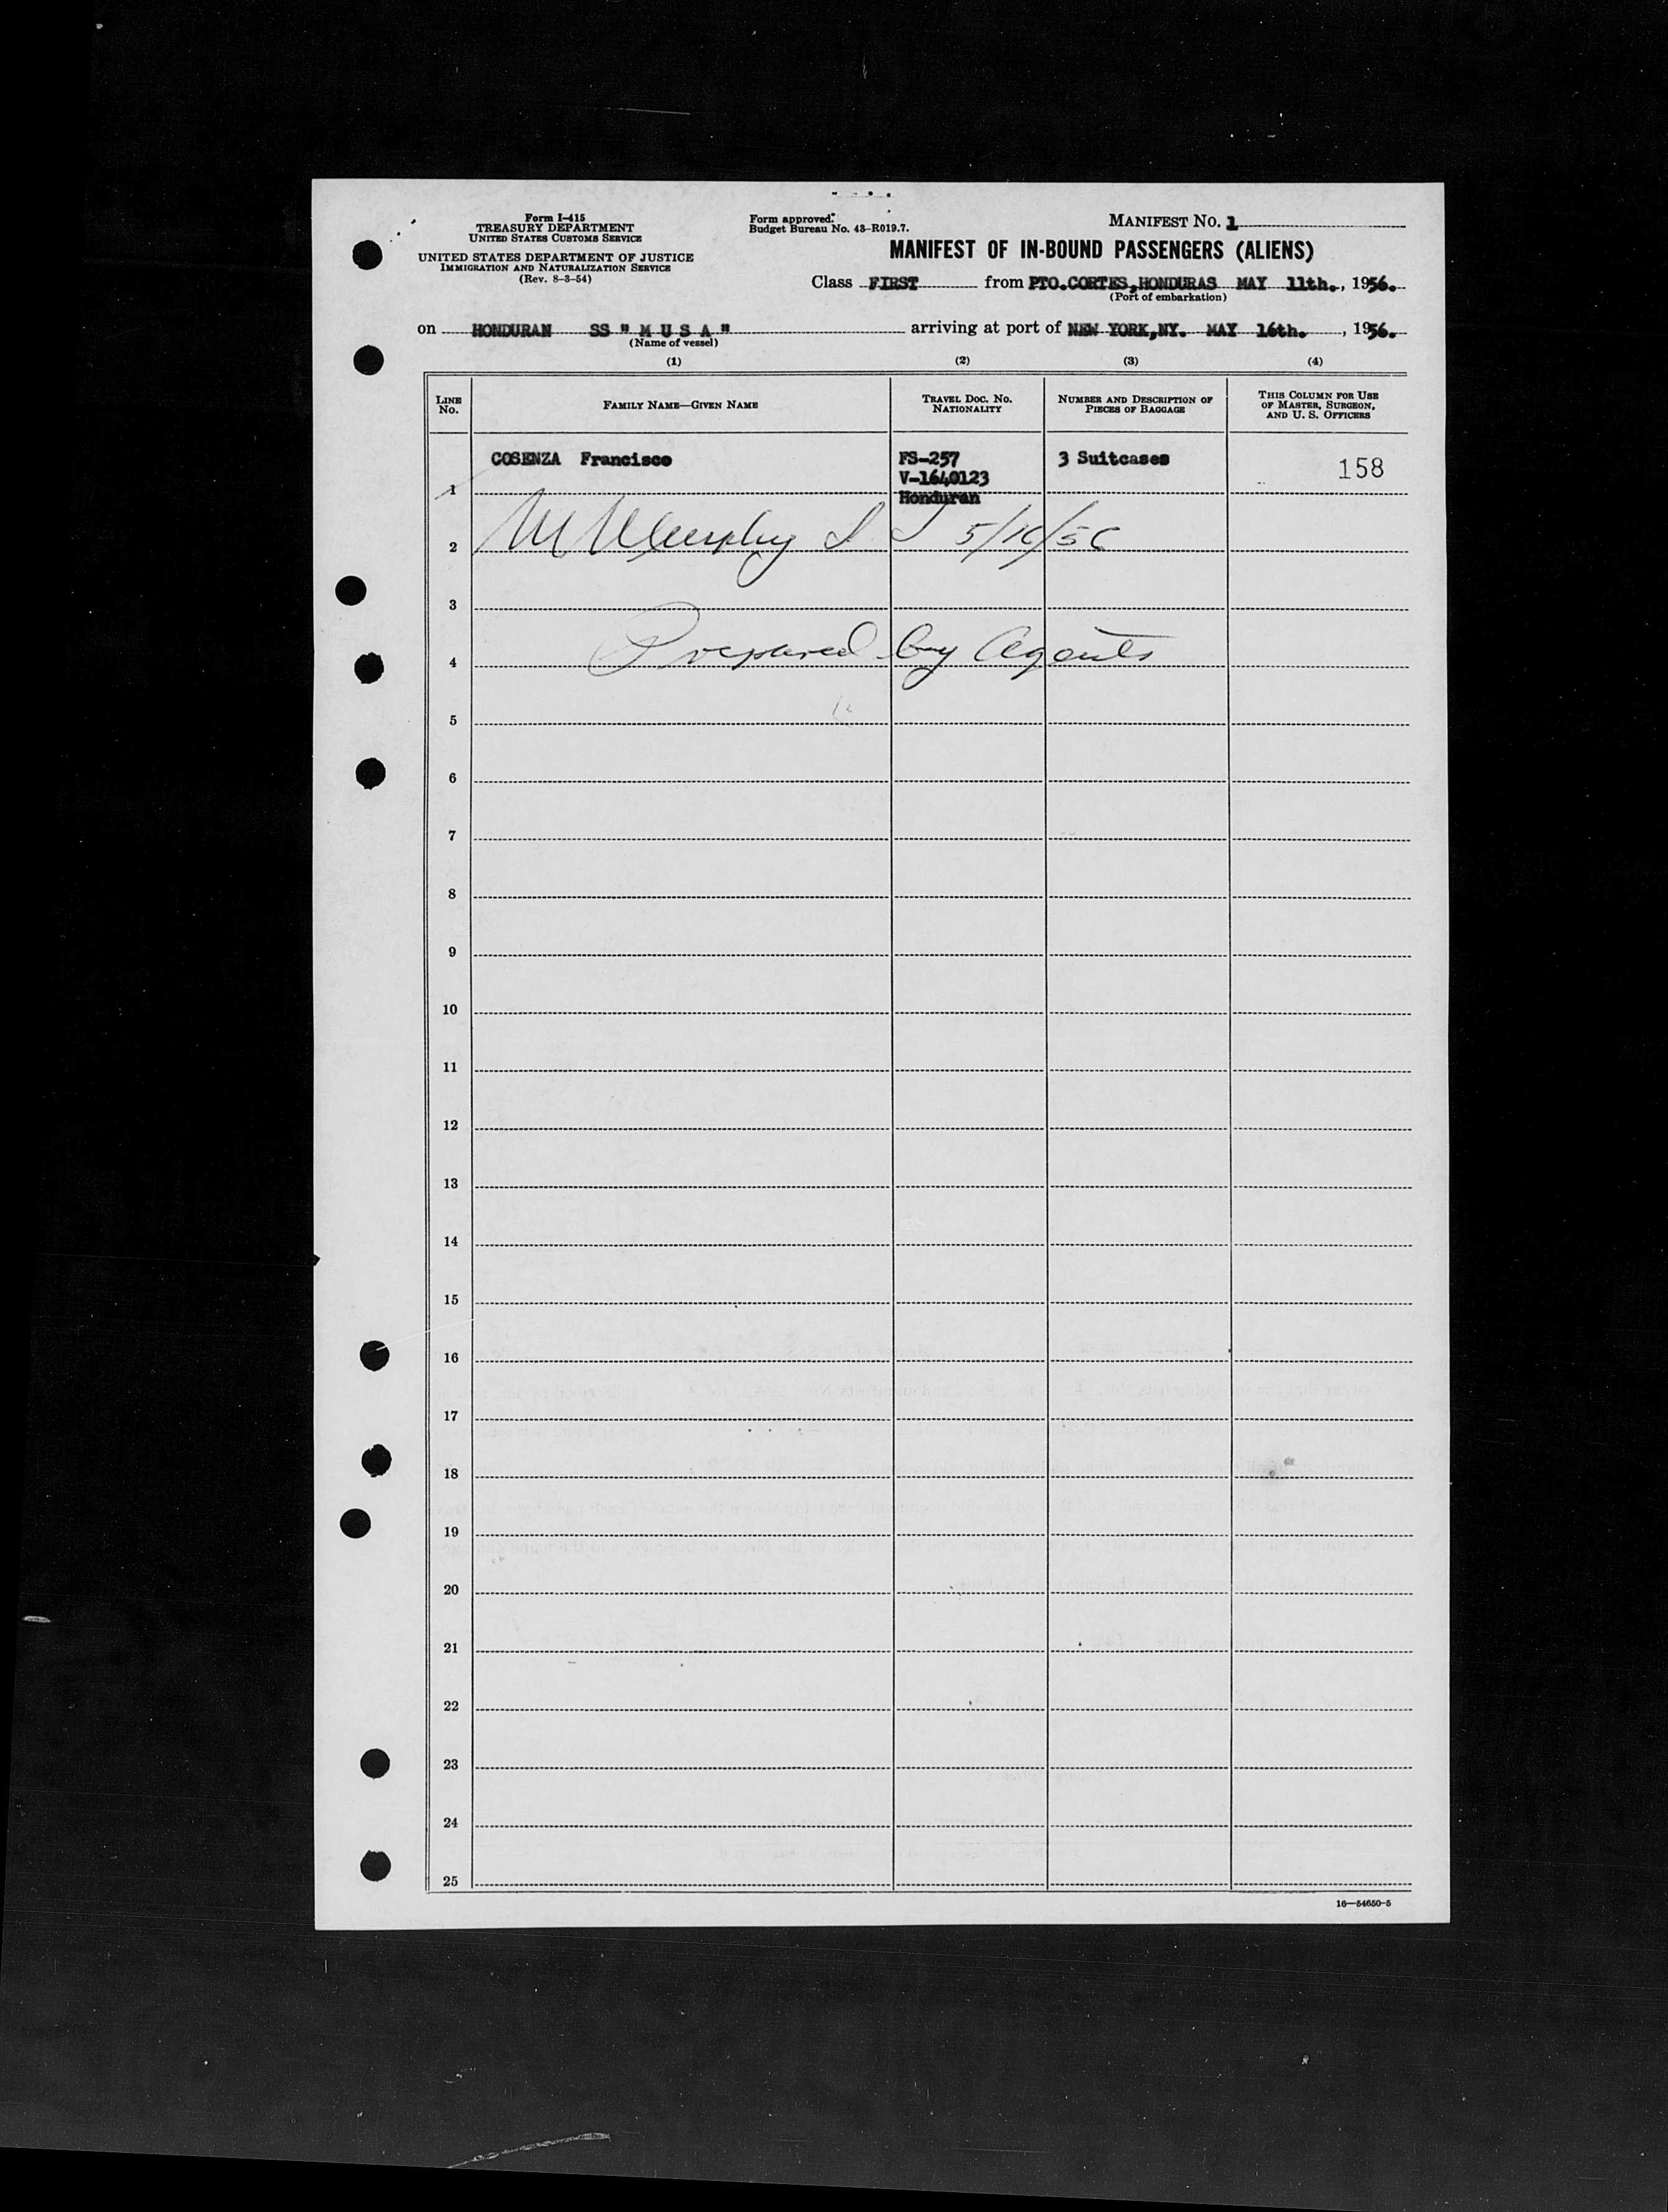 Form I-415
TREASURY DEPARTMENT
UNITED STATES CUSTOMS SERVICE
UNITED STATES DEPARTMENT OF JUSTICE
IMMIGRATION AND NATURALIZATION SERVICE
(Rev. 8-3-54)
Form approved.
Budget Bureau No. 43-R019.7.
MANIFEST No. 1
MANIFEST OF IN-BOUND PASSENGERS (ALIENS)
Class FIRST from PTO.CORTES,HONDURAS MAY 11th., 1956.
(Port of embarkation)
on HONDURAN SS " M U S A " arriving at port of NEW YORK,NY. MAY 16th. , 1956.
(Name of vessel)
(1) (2) (3) (4)
LINE No. FAMILY NAME—GIVEN NAME TRAVEL DOC. NO. NATIONALITY NUMBER AND DESCRIPTION OF PIECES OF BAGGAGE THIS COLUMN FOR USE OF MASTER, SURGEON, AND U. S. OFFICERS
1 COSENZA Francisco FS-257 3 Suitcases 158
V-1640123
Honduran
2 M Murphy 5/16/56
3
4 Prepared by Agents
5
6
7
8
9
10
11
12
13
14
15
16
17
18
19
20
21
22
23
24
25
16—54650-5